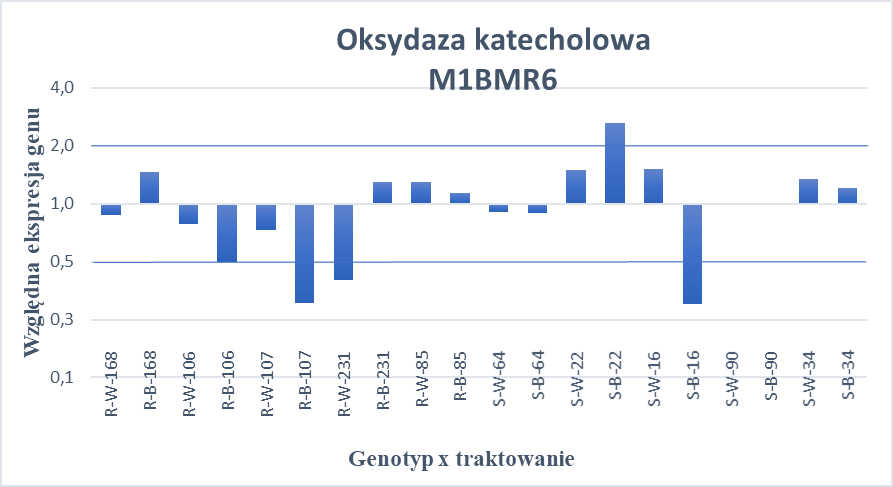 Oksydaza katecholowa
M1BMR6
Względna ekspresja genu
4,0
2,0
1,0
0,5
0,3
0,1
R-W-168
R-B-168
R-W-106
R-B-106
R-W-107
R-B-107
R-W-231
R-B-231
R-W-85
R-B-85
S-W-64
S-B-64
S-W-22
S-B-22
S-W-16
S-B-16
S-W-90
S-B-90
S-W-34
S-B-34
Genotyp x traktowanie